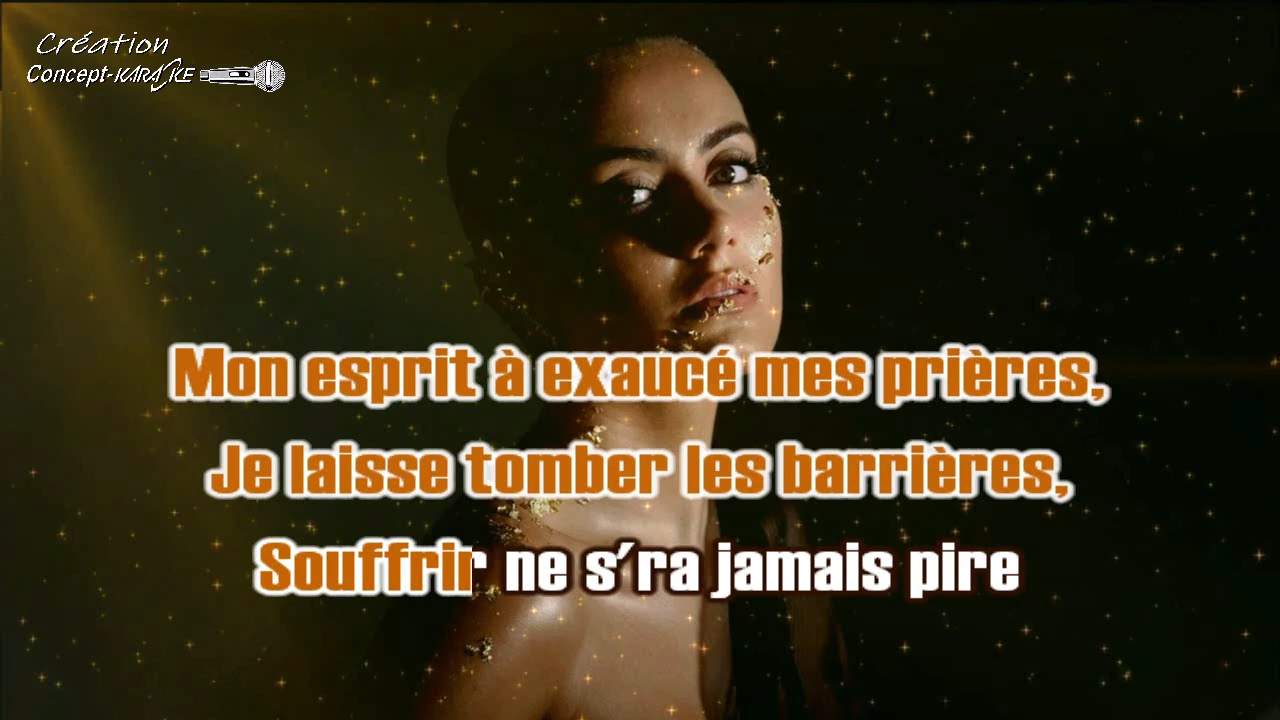 Création
Concept-KARAOKE
Mon esprit à exaucé mes prières,
Je laisse tomber les barrières,
Souffrir ne s'ra jamais pire